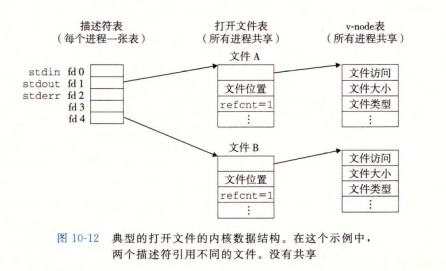 描述符表
（每个进程一张表）
打开文件表
（所有进程共享）
v-node表
（所有进程共享）
文件 A
stdin fd 0
stdout fd 1
stderr fd 2
fd 3
fd 4
文件位置
refcnt=1
⋮
文件访问
文件大小
文件类型
⋮
文件 B
文件位置
refcnt=1
⋮
文件访问
文件大小
文件类型
⋮
图 10-12 典型的打开文件的内核数据结构。在这个示例中，
两个描述符引用不同的文件。没有共享